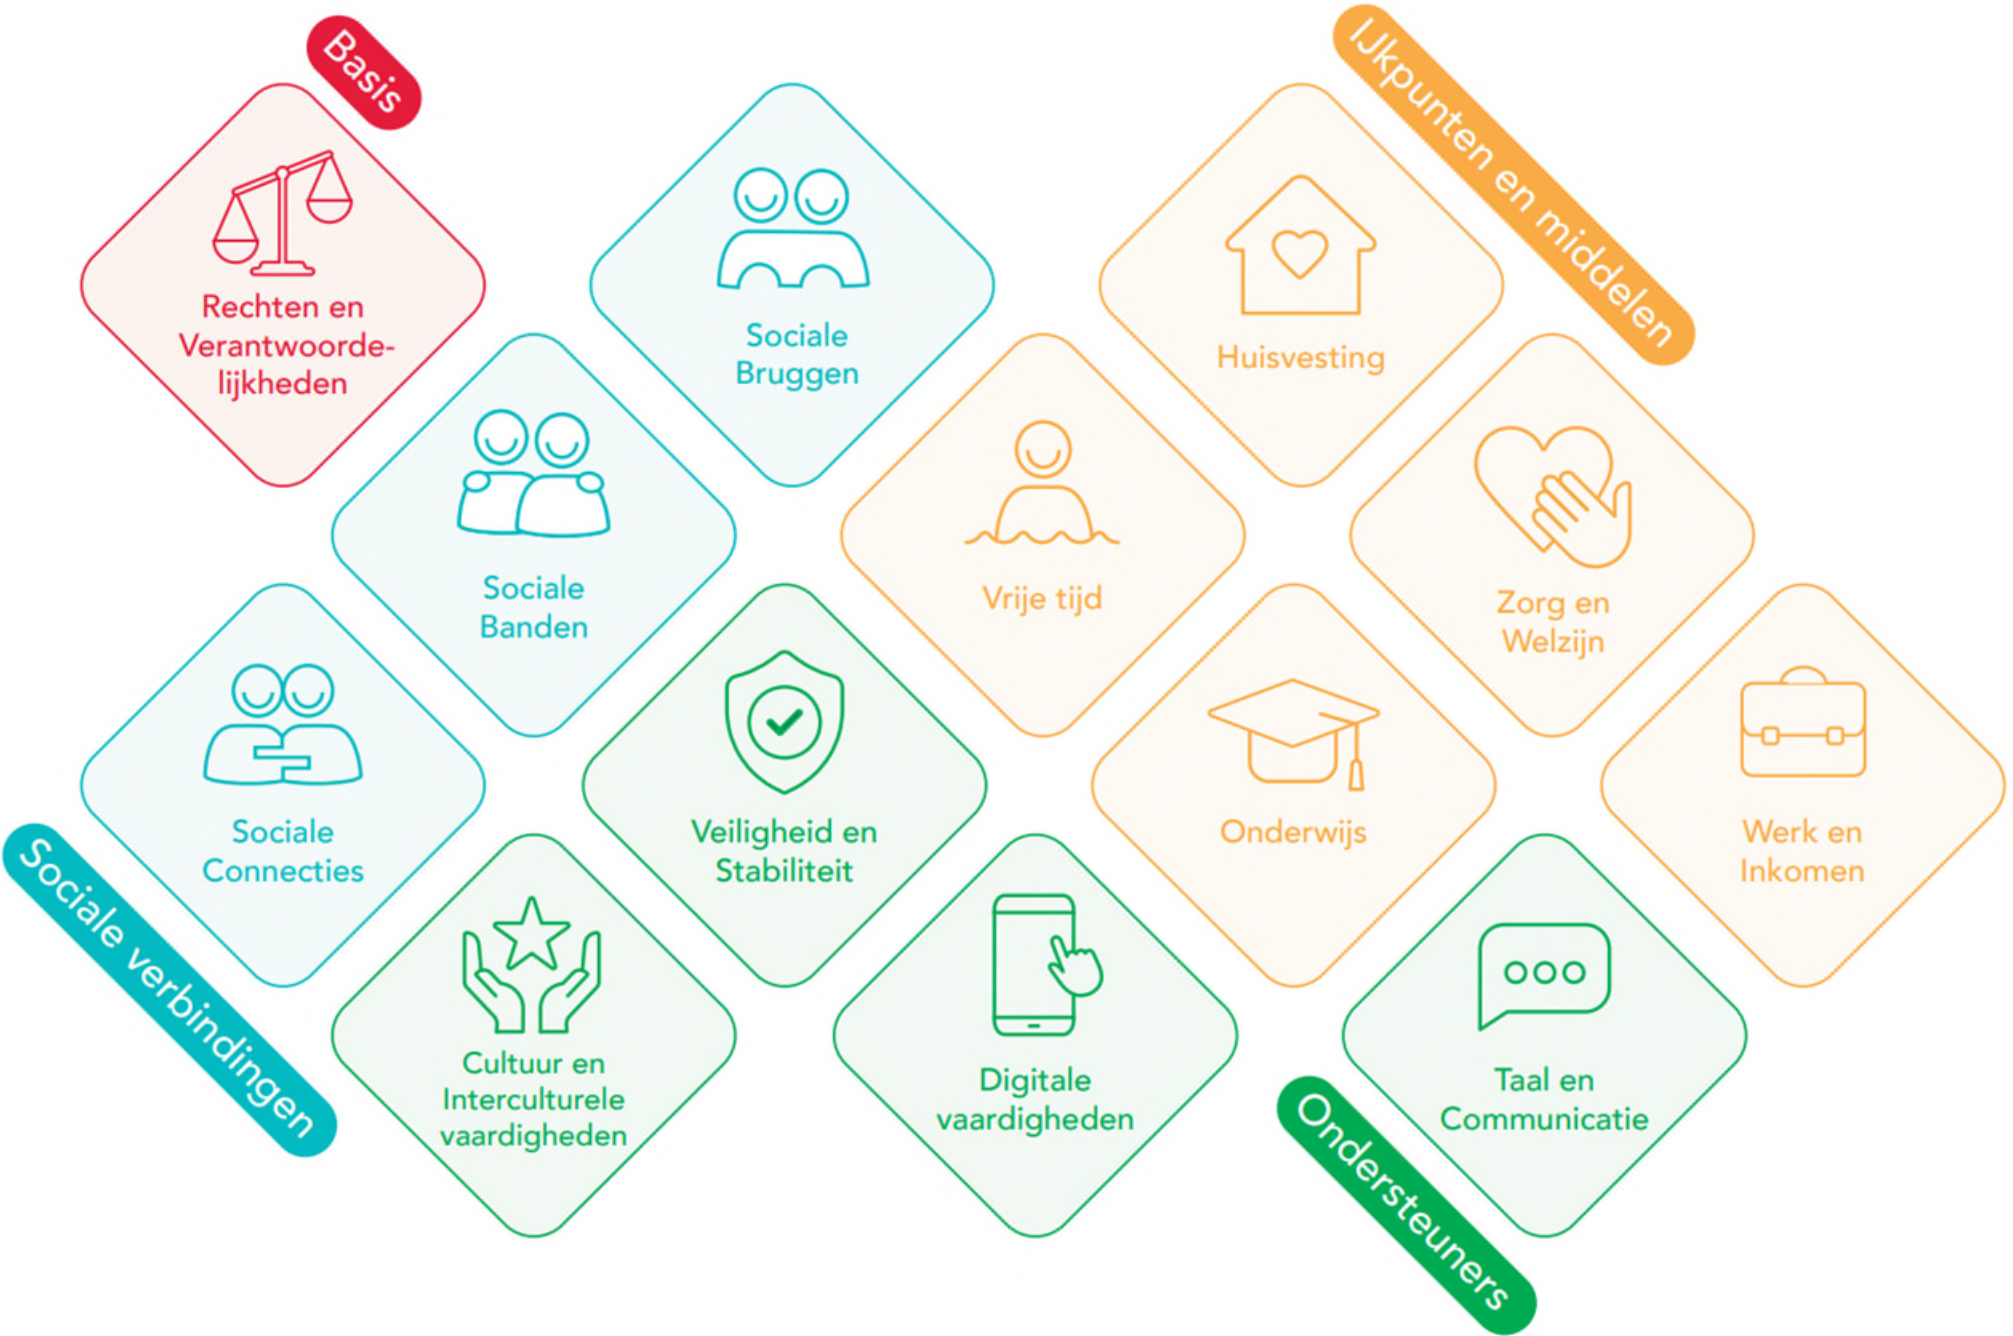 Basis
Rechten en
Verantwoorde-
lijkheden
Sociale
Bruggen
Huisvesting
IJkpunten en middelen
Sociale
Banden
Vrije tijd
Zorg en
Welzijn
Sociale
Connecties
Veiligheid en
Stabiliteit
Onderwijs
Werk en
Inkomen
Sociale verbindingen
Cultuur en
Interculturele
vaardigheden
Digitale
vaardigheden
Taal en
Communicatie
Ondersteuners